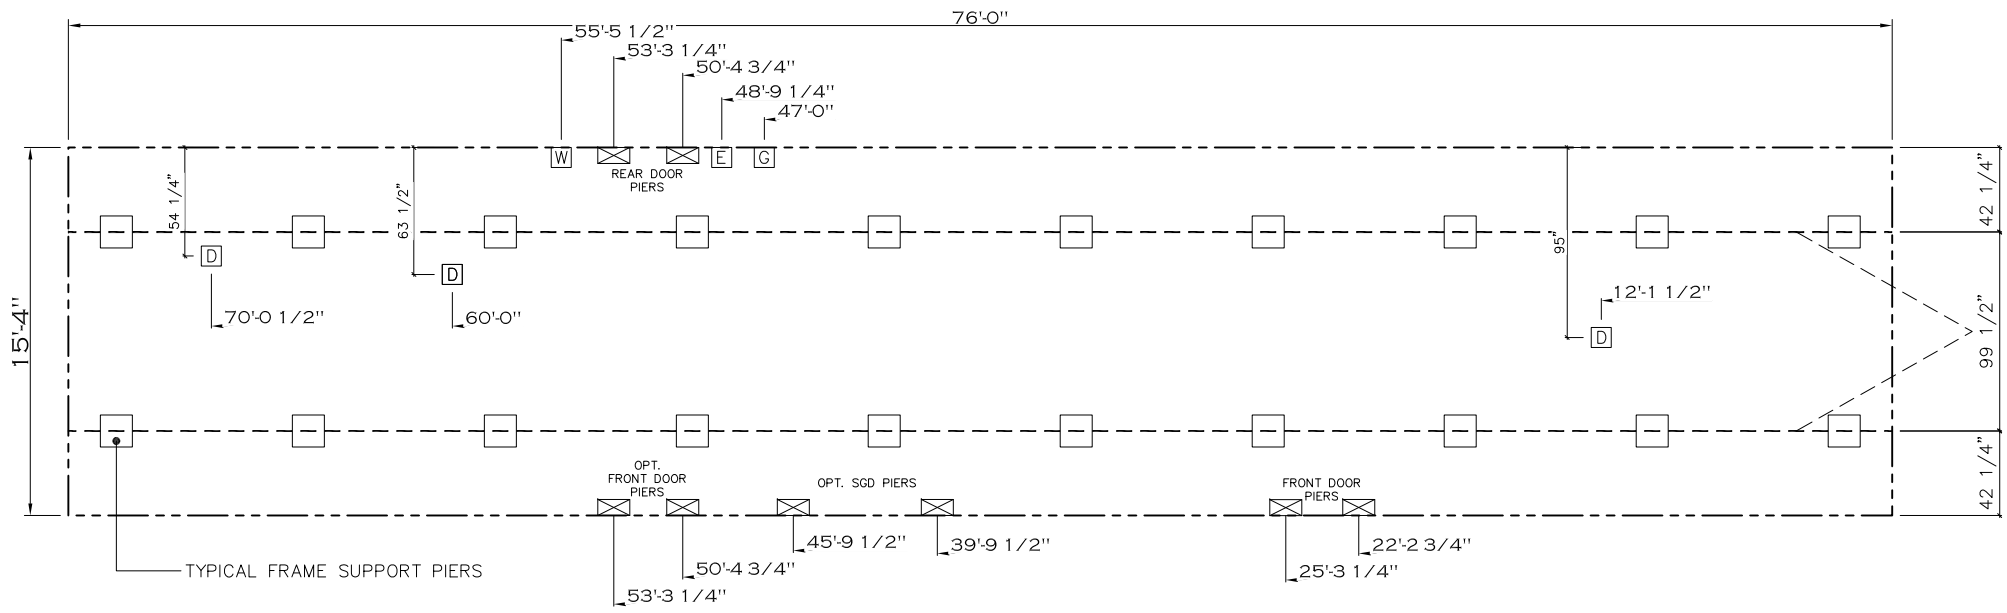 76'-0"
55'-5 1/2"
53'-3 1/4"
50'-4 3/4"
48'-9 1/4"
47'-0"
W
E
G
REAR DOOR
PIERS
54 1/4"
63 1/2"
95"
42 1/4"
D
D
70'-0 1/2"
60'-0"
12'-1 1/2"
D
15'-4"
99 1/2"
OPT.
FRONT DOOR
PIERS
OPT. SGD PIERS
FRONT DOOR
PIERS
42 1/4"
45'-9 1/2"
39'-9 1/2"
22'-2 3/4"
50'-4 3/4"
25'-3 1/4"
TYPICAL FRAME SUPPORT PIERS
53'-3 1/4"